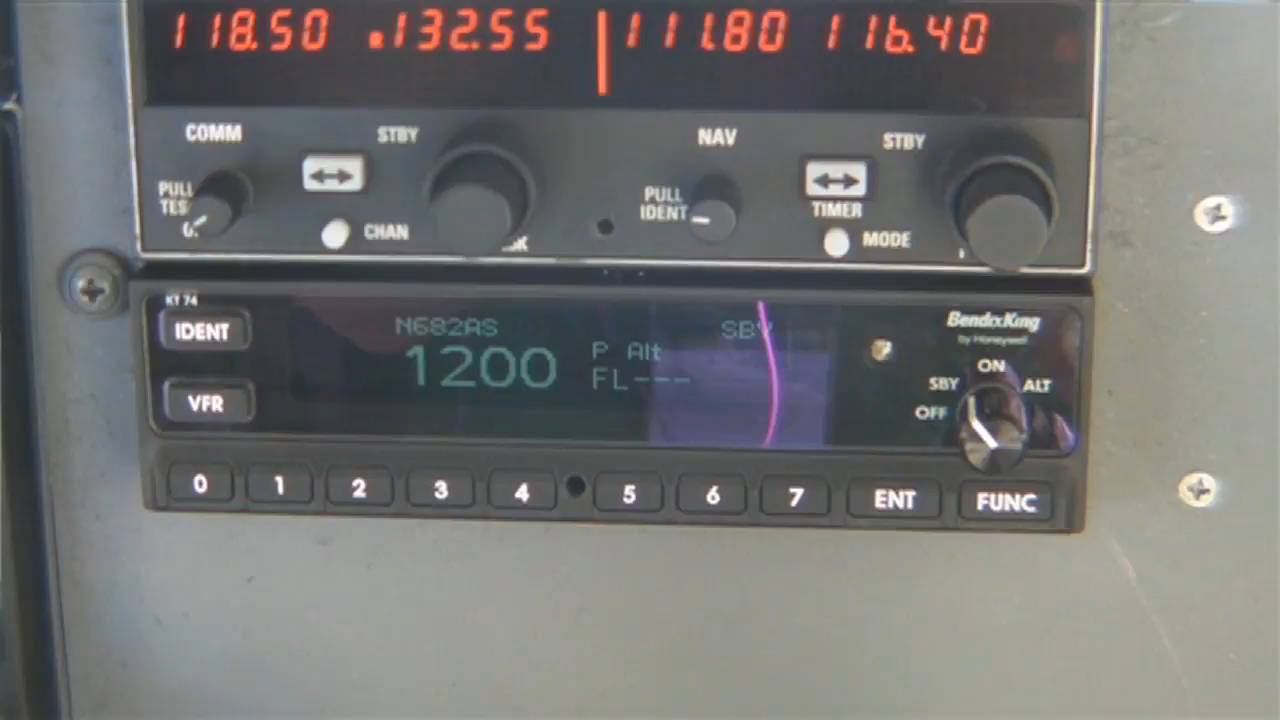 118.50 .132.55 111.80 116.40
COMM STBY NAV STBY
PULL
PULL IDENT
TIMER
CHAN MODE
KT 74
IDENT
VFR
N682AS SBY
1200
P Alt
FL---
BendixKing
by Honeywell
ON
SBY ALT
OFF
0 1 2 3 4 5 6 7 ENT FUNC